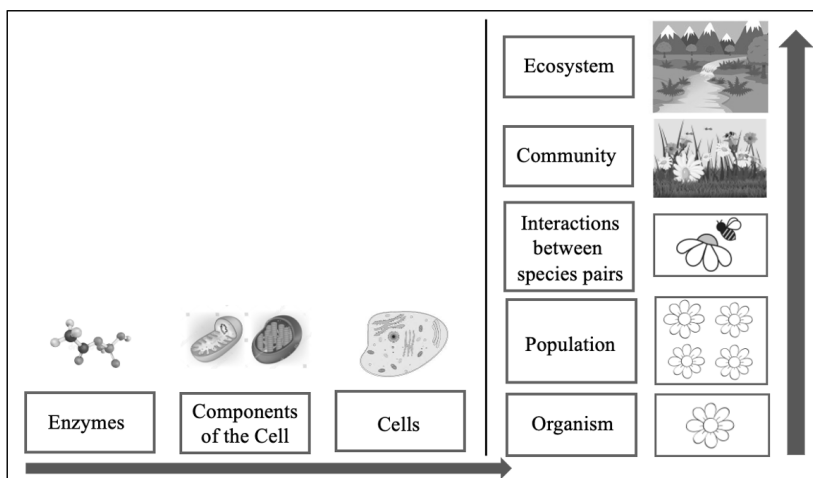 Ecosystem
Community
Interactions
between
species pairs
Population
Enzymes
Components
of the Cell
Cells
Organism